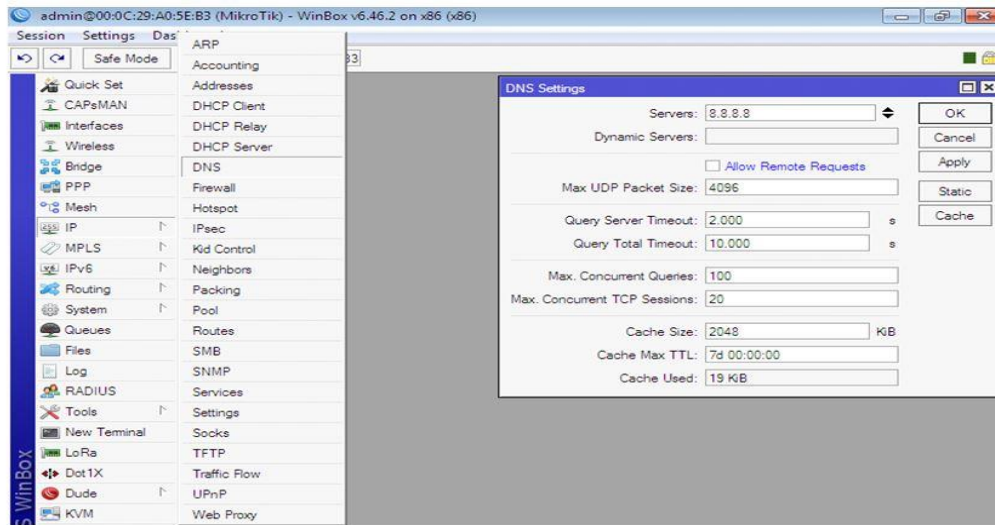 admin@00:0C:29:A0:5E:B3 (MikroTik) - WinBox v6.46.2 on x86 (x86)
Session Settings
Safe Mode
Quick Set
CAPsMAN
Interfaces
Wireless
Bridge
PPP
Mesh
IP
MPLS
IPv6
Routing
System
Queues
Files
Log
RADIUS
Tools
New Terminal
LoRa
Dot1X
Dude
KVM
WinBox
ARP
Accounting
Addresses
DHCP Client
DHCP Relay
DHCP Server
DNS
Firewall
Hotspot
IPsec
Kid Control
Neighbors
Packing
Pool
Routes
SMB
SNMP
Services
Settings
Socks
TFTP
Traffic Flow
UPnP
Web Proxy
DNS Settings
Servers: 8.8.8.8
Dynamic Servers:
Allow Remote Requests
Max UDP Packet Size: 4096
Query Server Timeout: 2.000 s
Query Total Timeout: 10.000 s
Max. Concurrent Queries: 100
Max. Concurrent TCP Sessions: 20
Cache Size: 2048 KiB
Cache Max TTL: 7d 00:00:00
Cache Used: 19 KiB
OK
Cancel
Apply
Static
Cache